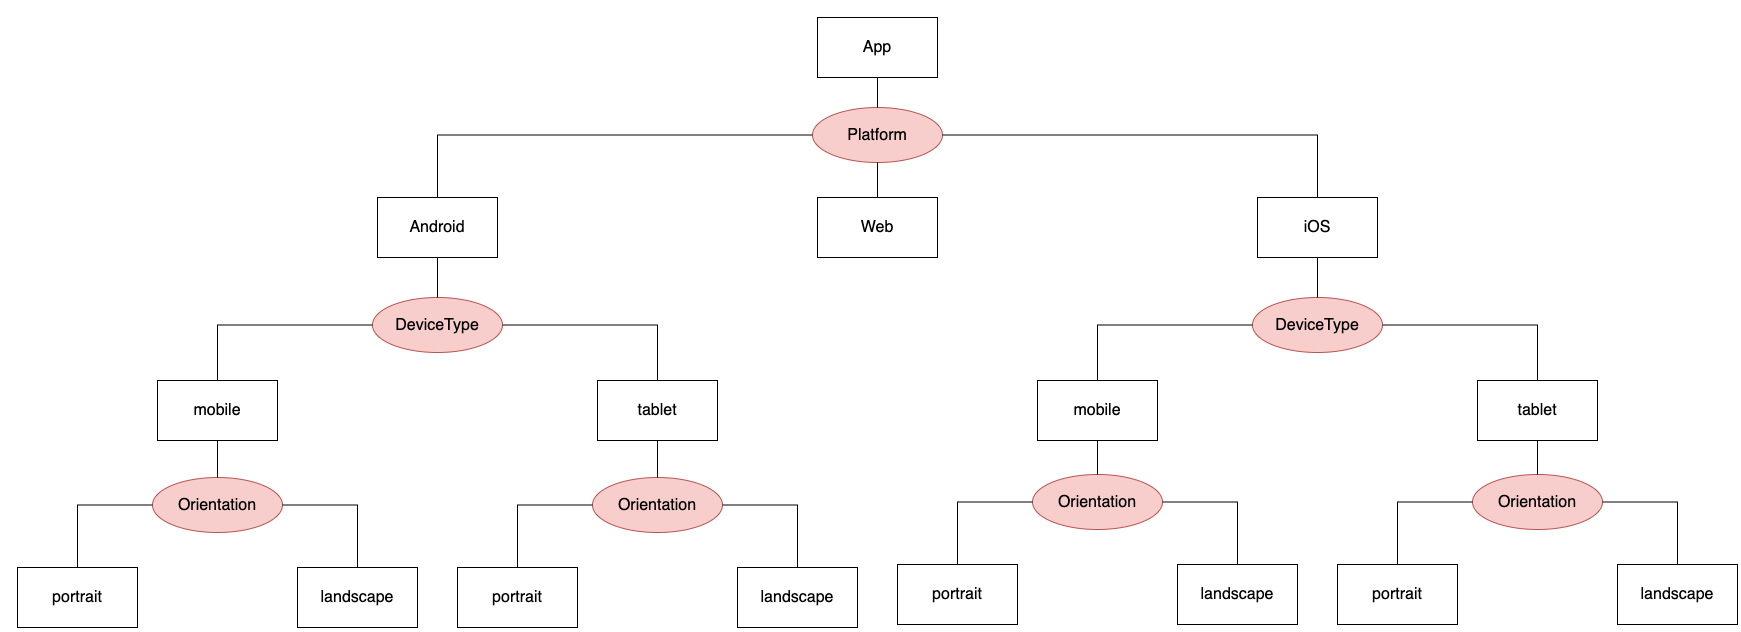 App
Platform
Android
Web
iOS
DeviceType
DeviceType
mobile
tablet
mobile
tablet
Orientation
Orientation
Orientation
Orientation
portrait
landscape
portrait
landscape
portrait
landscape
portrait
landscape